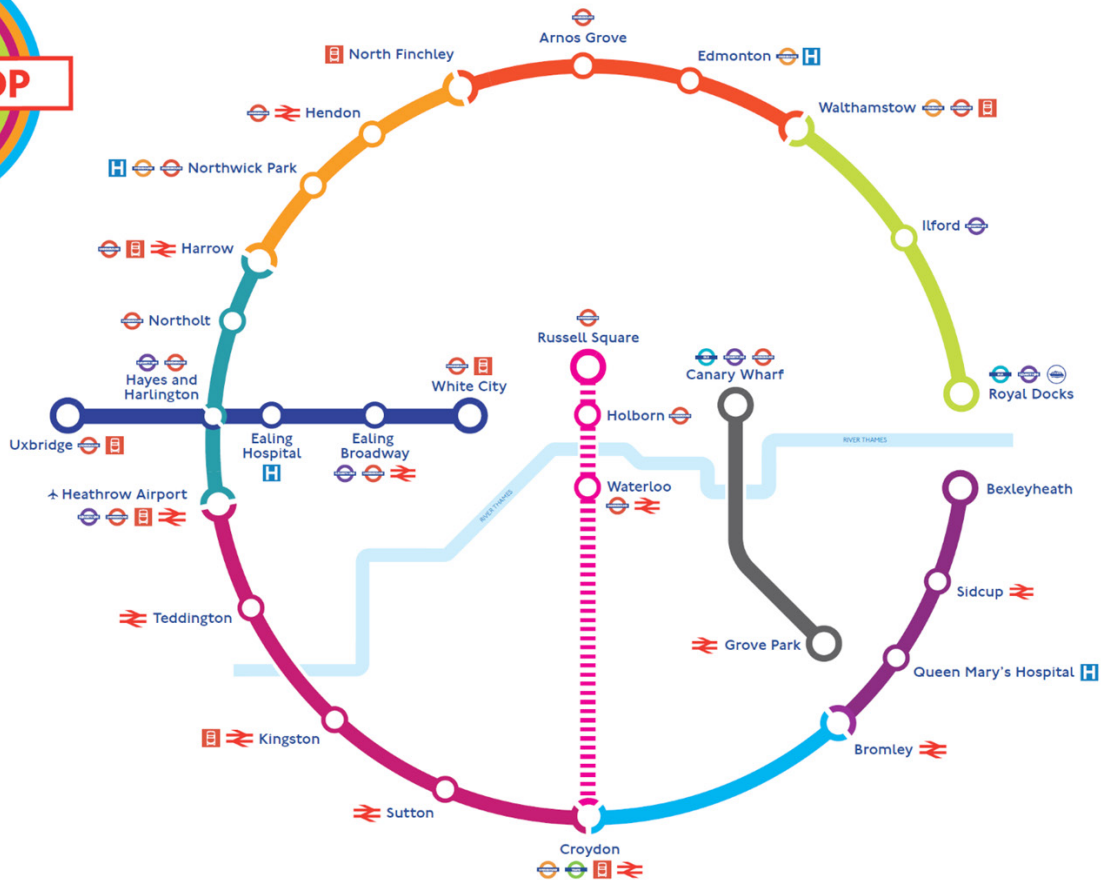 OP
North Finchley
Arnos Grove
Edmonton
H
Walthamstow
Hendon
H
Northwick Park
Harrow
Ilford
Northolt
Hayes and
Harlington
Russell Square
Canary Wharf
White City
Royal Docks
Uxbridge
Ealing
Hospital
H
Ealing
Broadway
Holborn
RIVER THAMES
Heathrow Airport
Waterloo
Bexleyheath
RIVER THAMES
Sidcup
Teddington
Grove Park
Queen Mary's Hospital
H
Kingston
Bromley
Sutton
Croydon